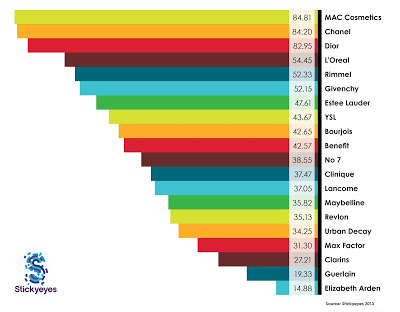 84.81 MAC Cosmetics
84.20 Chanel
82.95 Dior
54.45 L'Oreal
52.33 Rimmel
52.15 Givenchy
47.61 Estee Lauder
43.67 YSL
42.65 Bourjois
42.57 Benefit
38.55 No 7
37.47 Clinique
37.05 Lancome
35.82 Maybelline
35.13 Revlon
34.25 Urban Decay
31.30 Max Factor
27.21 Clarins
19.33 Guerlain
14.88 Elizabeth Arden
Stickyeyes
Source: Stickyeyes 2013